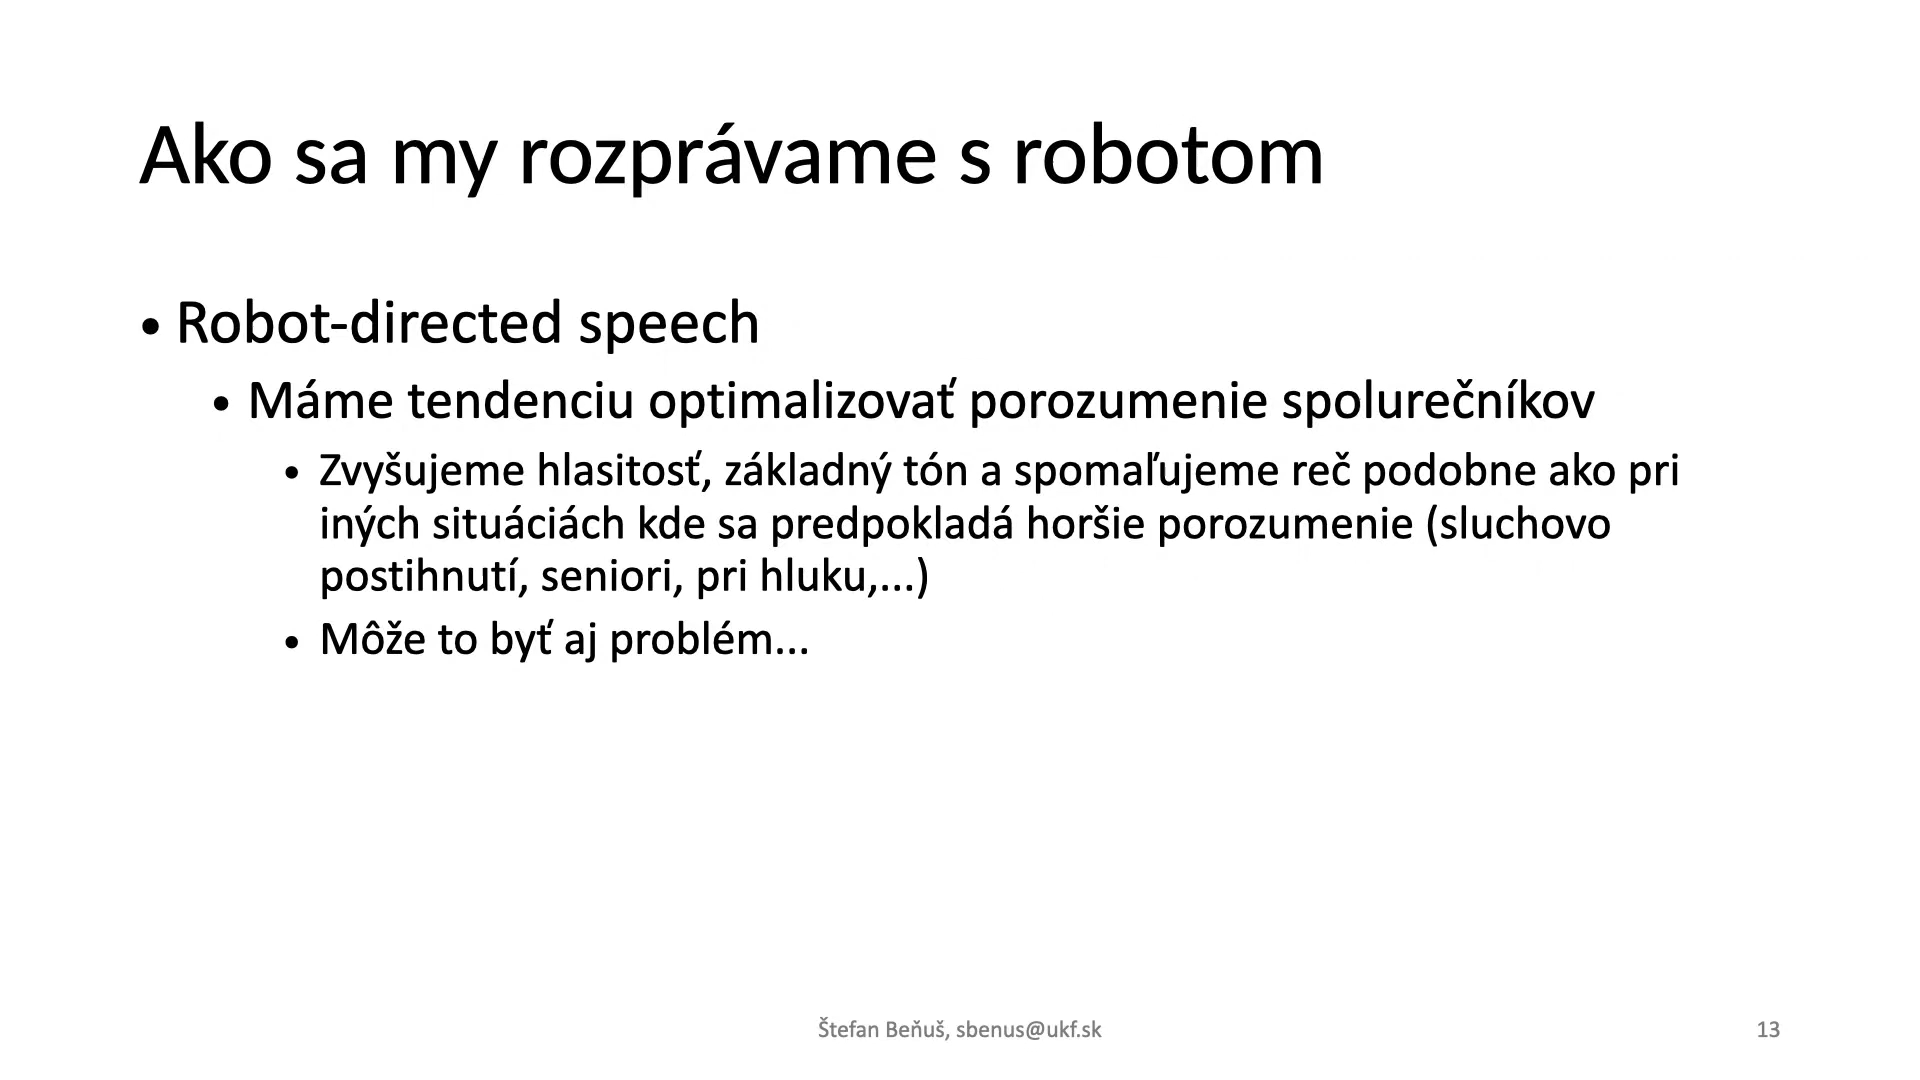 Ako sa my rozprávame s robotom
• Robot-directed speech
• Máme tendenciu optimalizovať porozumenie spolurečníkov
• Zvyšujeme hlasitosť, základný tón a spomaľujeme reč podobne ako pri
iných situáciách kde sa predpokladá horšie porozumenie (sluchovo
postihnutí, seniori, pri hluku,...)
• Môže to byť aj problém...
Štefan Beňuš, sbenus@ukf.sk
13